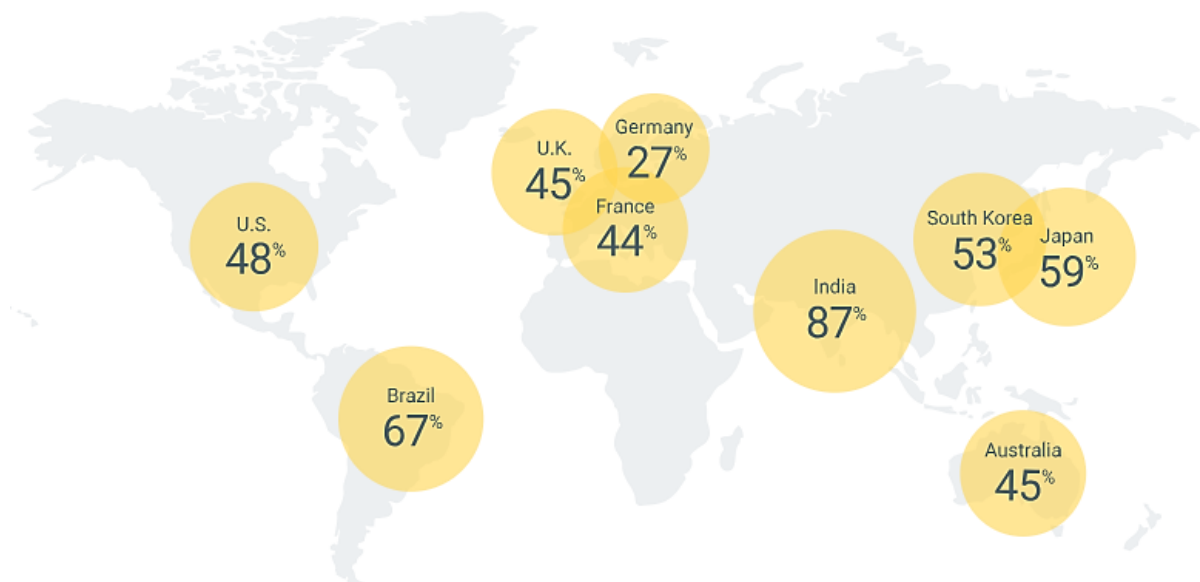 Germany
27%
U.K.
45%
France
44%
U.S.
48%
South Korea
53%
Japan
59%
India
87%
Brazil
67%
Australia
45%